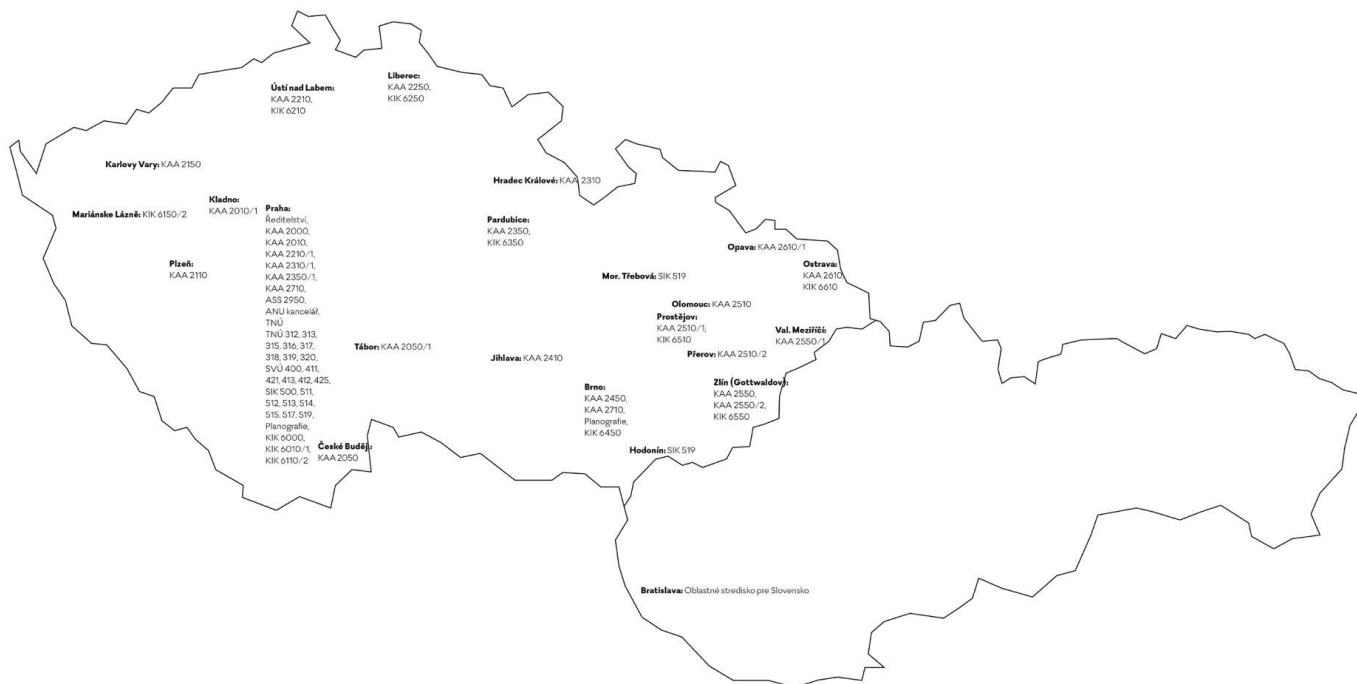 Liberec:
KAA 2250,
KIK 6250
Ústí nad Labem:
KAA 2210,
KIK 6210
Karlovy Vary: KAA 2150
Hradec Králové: KAA 2310
Kladno:
KAA 2010/1
Mariánske Lázně: KIK 6150/2
Praha:
Ředitelství,
KAA 2000,
KAA 2010,
KAA 2210/1,
KAA 2310/1,
KAA 2350/1,
KAA 2710,
ASS 2950,
ANU kancelář,
TNÚ
TNÚ 312, 313,
315, 316, 317,
318, 319, 320,
SVÚ 400, 411,
421, 413, 412, 425,
SIK 500, 511,
512, 513, 514,
515, 517, 519,
Planografie,
KIK 6000,
KIK 6010/1,
KIK 6110/2
Pardubice:
KAA 2350,
KIK 6350
Plzeň:
KAA 2110
Opava: KAA 2610/1
Ostrava:
KAA 2610,
KIK 6610
Mor. Třebová: SIK 519
Olomouc: KAA 2510
Prostějov:
KAA 2510/1,
KIK 6510
Val. Meziříčí:
KAA 2550/1
Tábor: KAA 2050/1
Jihlava: KAA 2410
Přerov: KAA 2510/2
Brno:
KAA 2450,
KAA 2710,
Planografie,
KIK 6450
Zlín (Gottwaldov):
KAA 2550,
KAA 2550/2,
KIK 6550
České Buděj.:
KAA 2050
Hodonín: SIK 519
Bratislava: Oblastné stredisko pre Slovensko